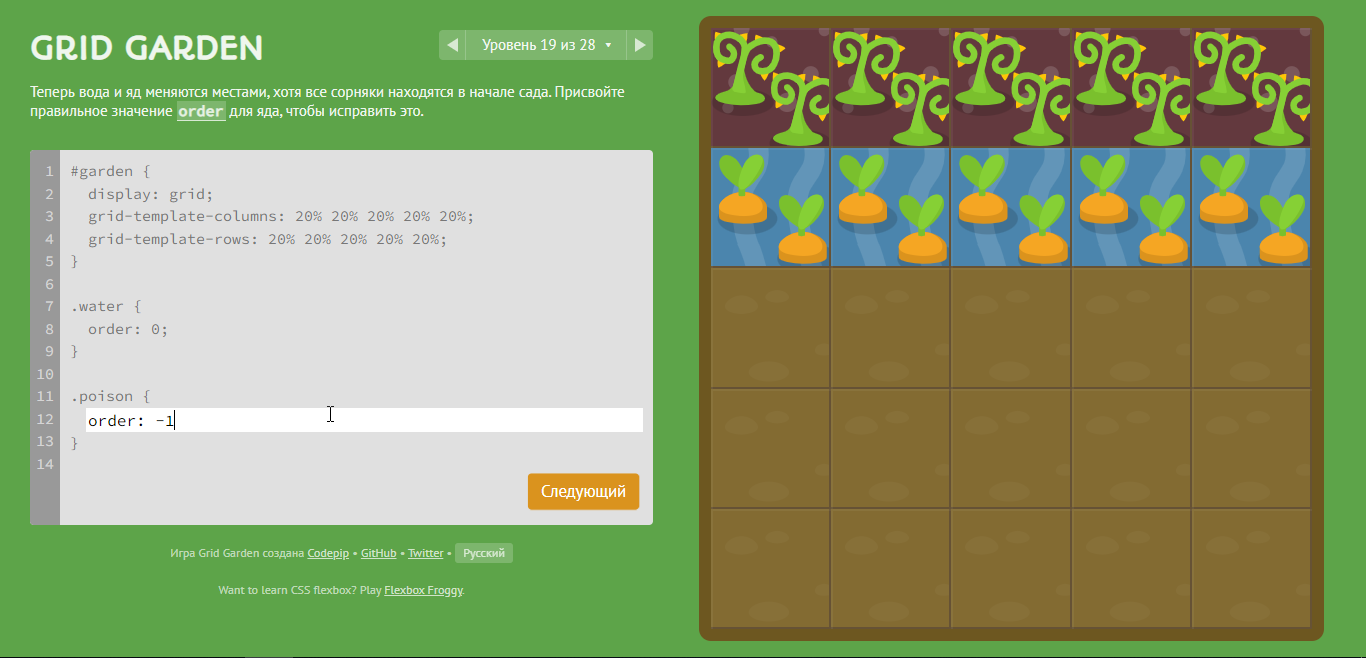 GRID GARDEN
Уровень 19 из 28
Теперь вода и яд меняются местами, хотя все сорняки находятся в начале сада. Присвойте
правильное значение order для яда, чтобы исправить это.
1 #garden {
2 display: grid;
3 grid-template-columns: 20% 20% 20% 20% 20%;
4 grid-template-rows: 20% 20% 20% 20% 20%;
5 }
6
7 .water {
8 order: 0;
9 }
10
11 .poison {
12 order: -1
13 }
14
Следующий
Игра Grid Garden создана Codepip • GitHub • Twitter • Русский
Want to learn CSS flexbox? Play Flexbox Froggy.